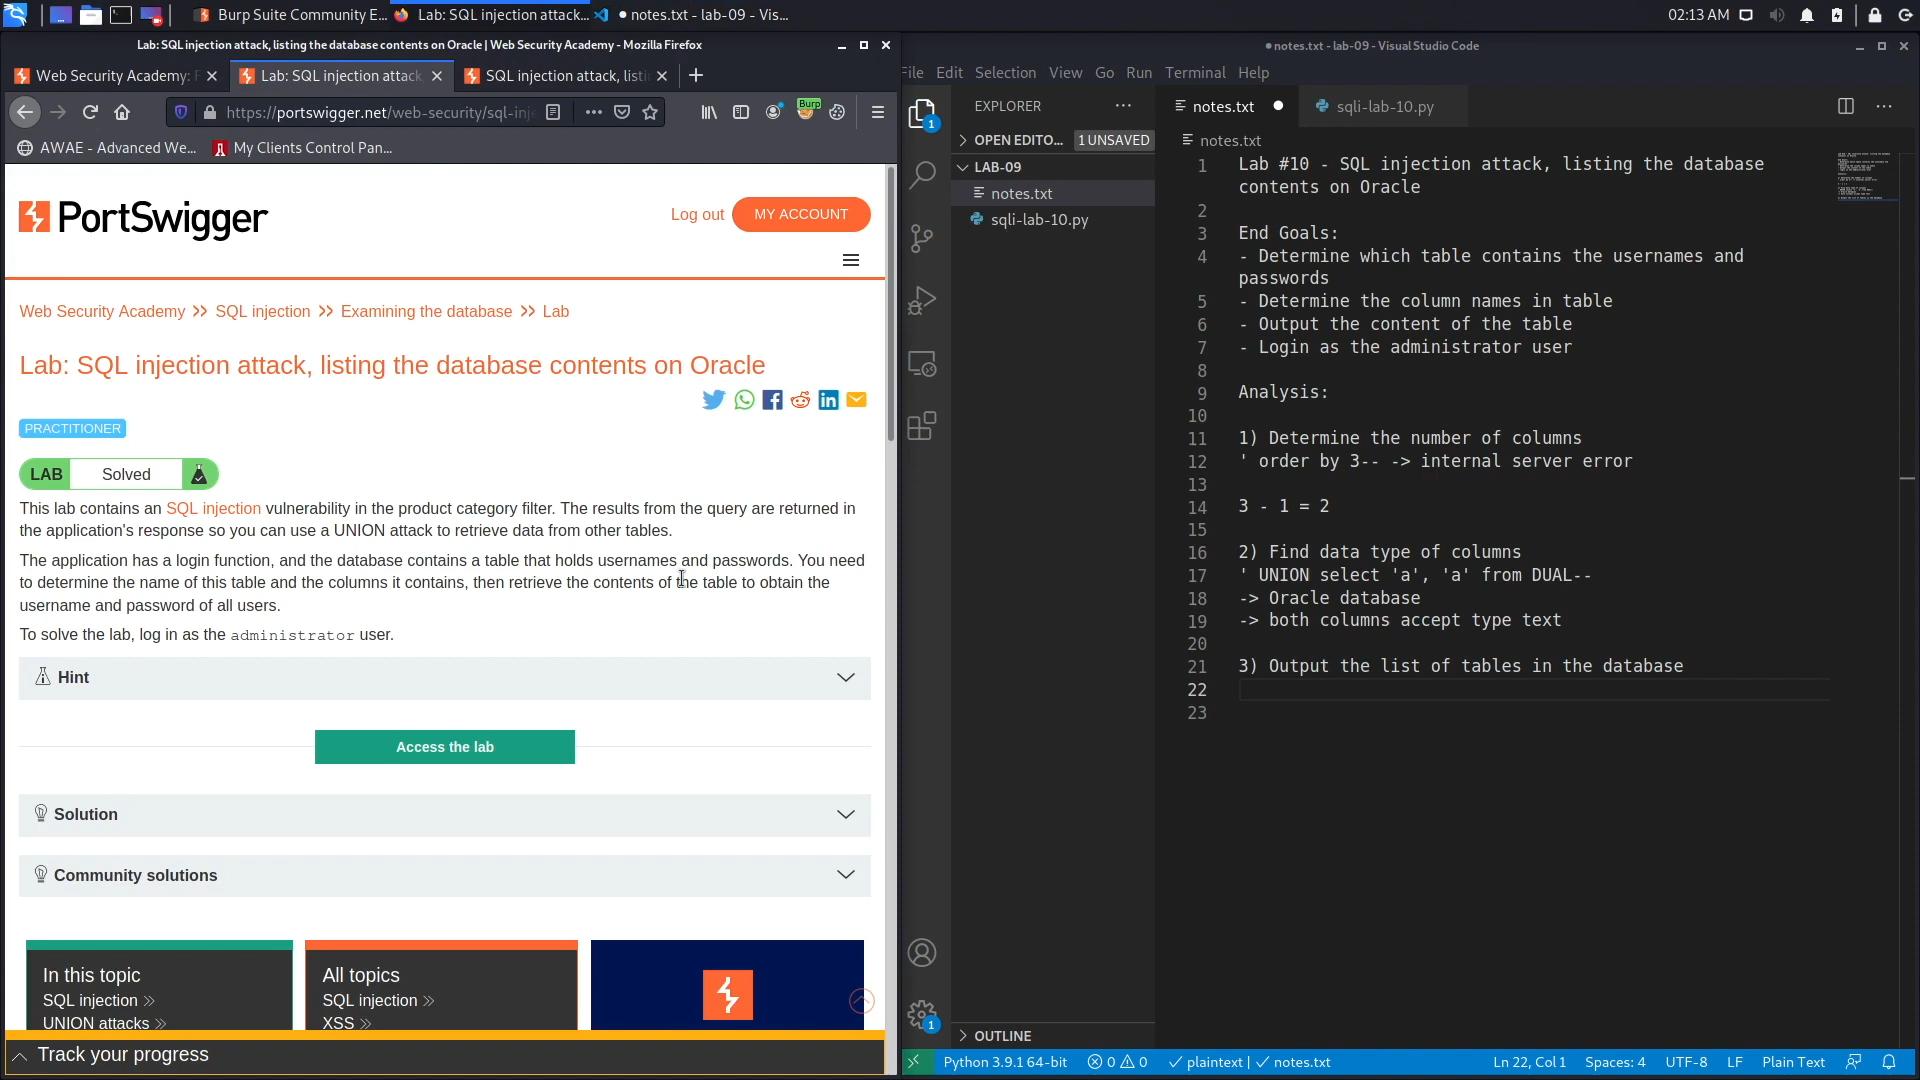 Burp Suite Community E...
Lab: SQL injection attack...
● notes.txt - lab-09 - Vis...
02:13 AM
Lab: SQL injection attack, listing the database contents on Oracle | Web Security Academy - Mozilla Firefox
Web Security Academy:
Lab: SQL injection attack
SQL injection attack, listi
https://portswigger.net/web-security/sql-inje
Burp
AWAE - Advanced We...
My Clients Control Pan...
PortSwigger
Log out
MY ACCOUNT
Web Security Academy >> SQL injection >> Examining the database >> Lab
Lab: SQL injection attack, listing the database contents on Oracle
PRACTITIONER
LAB Solved
This lab contains an SQL injection vulnerability in the product category filter. The results from the query are returned in
the application's response so you can use a UNION attack to retrieve data from other tables.
The application has a login function, and the database contains a table that holds usernames and passwords. You need
to determine the name of this table and the columns it contains, then retrieve the contents of the table to obtain the
username and password of all users.
To solve the lab, log in as the administrator user.
Hint
Access the lab
Solution
Community solutions
In this topic
SQL injection >>
UNION attacks >>
All topics
SQL injection >>
XSS >>
Track your progress
● notes.txt - lab-09 - Visual Studio Code
File Edit Selection View Go Run Terminal Help
EXPLORER
OPEN EDITO... 1 UNSAVED
LAB-09
notes.txt
sqli-lab-10.py
OUTLINE
1
1
notes.txt ●
sqli-lab-10.py
notes.txt
1 Lab #10 - SQL injection attack, listing the database
contents on Oracle
2
3 End Goals:
4 - Determine which table contains the usernames and
passwords
5 - Determine the column names in table
6 - Output the content of the table
7 - Login as the administrator user
8
9 Analysis:
10
11 1) Determine the number of columns
12 ' order by 3-- -> internal server error
13
14 3 - 1 = 2
15
16 2) Find data type of columns
17 ' UNION select 'a', 'a' from DUAL--
18 -> Oracle database
19 -> both columns accept type text
20
21 3) Output the list of tables in the database
22
23
Python 3.9.1 64-bit
0
0
plaintext |
notes.txt
Ln 22, Col 1
Spaces: 4
UTF-8
LF
Plain Text